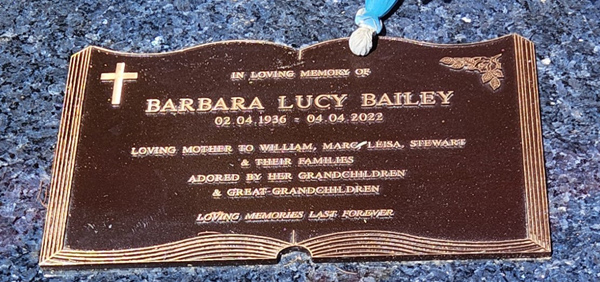 IN LOVING MEMORY OF
BARBARA LUCY BAILEY
02.04.1936 - 04.04.2022
LOVING MOTHER TO WILLIAM, MARC, LEISA, STEWART
& THEIR FAMILIES
ADORED BY HER GRANDCHILDREN
& GREAT-GRANDCHILDREN
LOVING MEMORIES LAST FOREVER